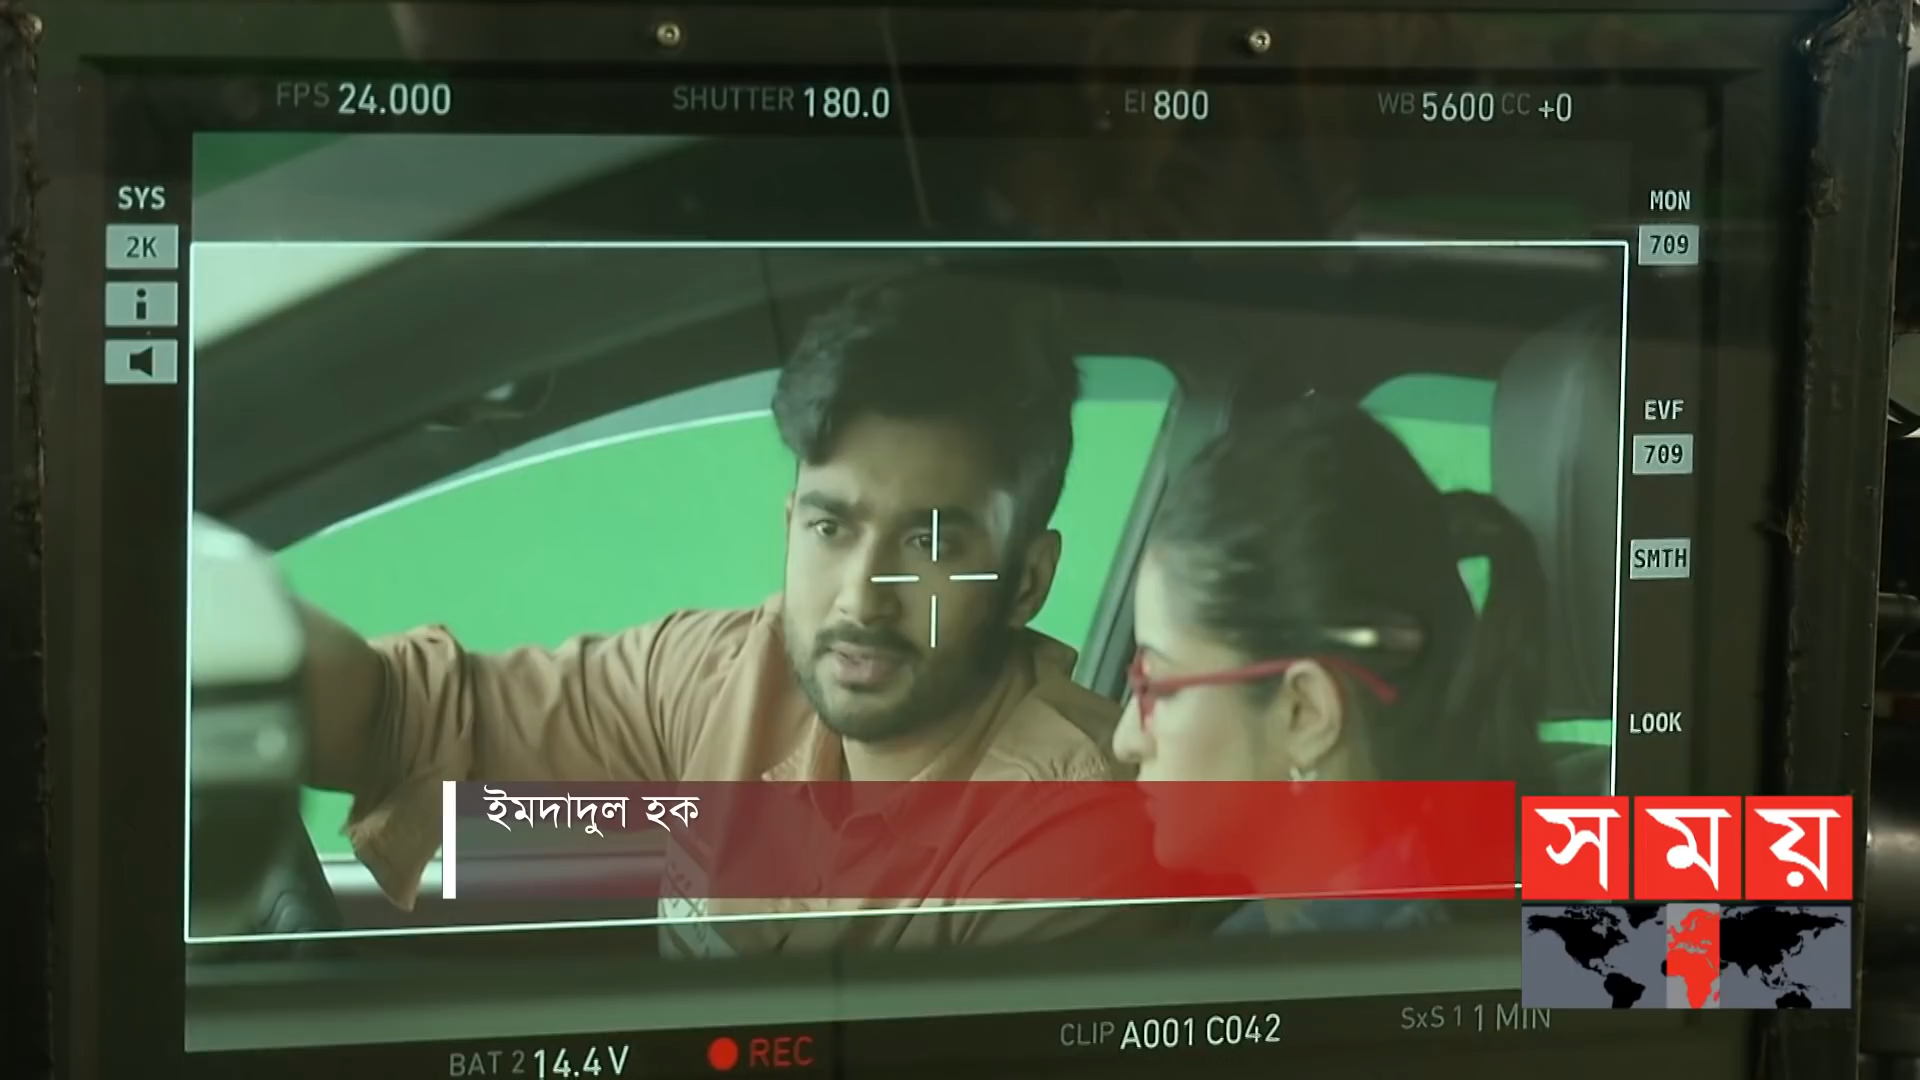 FPS 24.000 SHUTTER 180.0 EI 800 WB 5600 CC +0
SYS
2K
i
MON
709
EVF
709
SMTH
LOOK
ইমদাদুল হক
সময়
BAT 2 14.4 V REC CLIP A001 C042 SxS 1 1 MIN